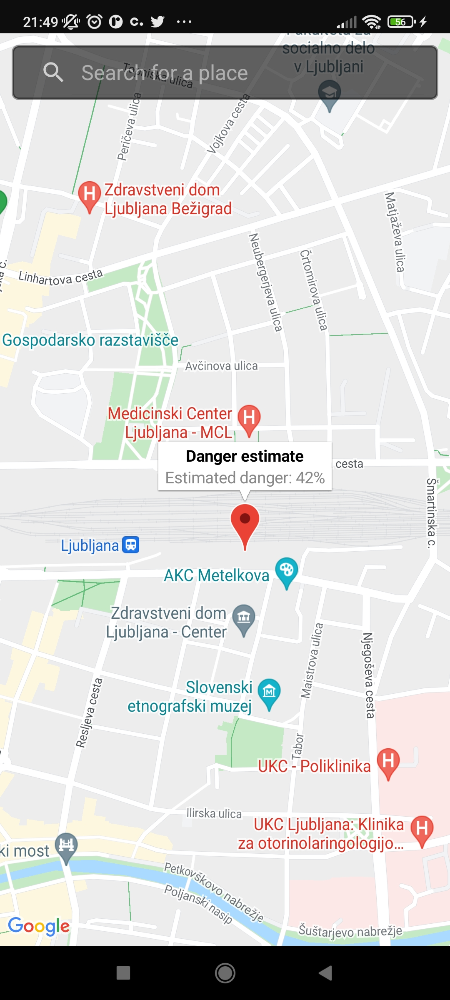 21:49
c.
56
socialno delo
v Ljubljani
Search for a place
Topniška ulica
Peričeva ulica
Vojkova cesta
Zdravstveni dom
Ljubljana Bežigrad
Matjaževa ulica
Neubergerjeva ulica
Črtomirova ulica
Linhartova cesta
Gospodarsko razstavišče
Avčinova ulica
Medicinski Center
Ljubljana - MCL
Danger estimate
Estimated danger: 42%
cesta
Šmartinska c.
Ljubljana
AKC Metelkova
Zdravstveni dom
Ljubljana - Center
Maistrova ulica
Njegoševa cesta
Slovenski
etnografski muzej
Resljeva cesta
Tabor
UKC - Poliklinika
Ilirska ulica
UKC Ljubljana: Klinika
za otorinolaringologijo...
ki most
Petkovškovo nabrežje
Poljanski nasip
Google
Šuštarjevo nabrežje